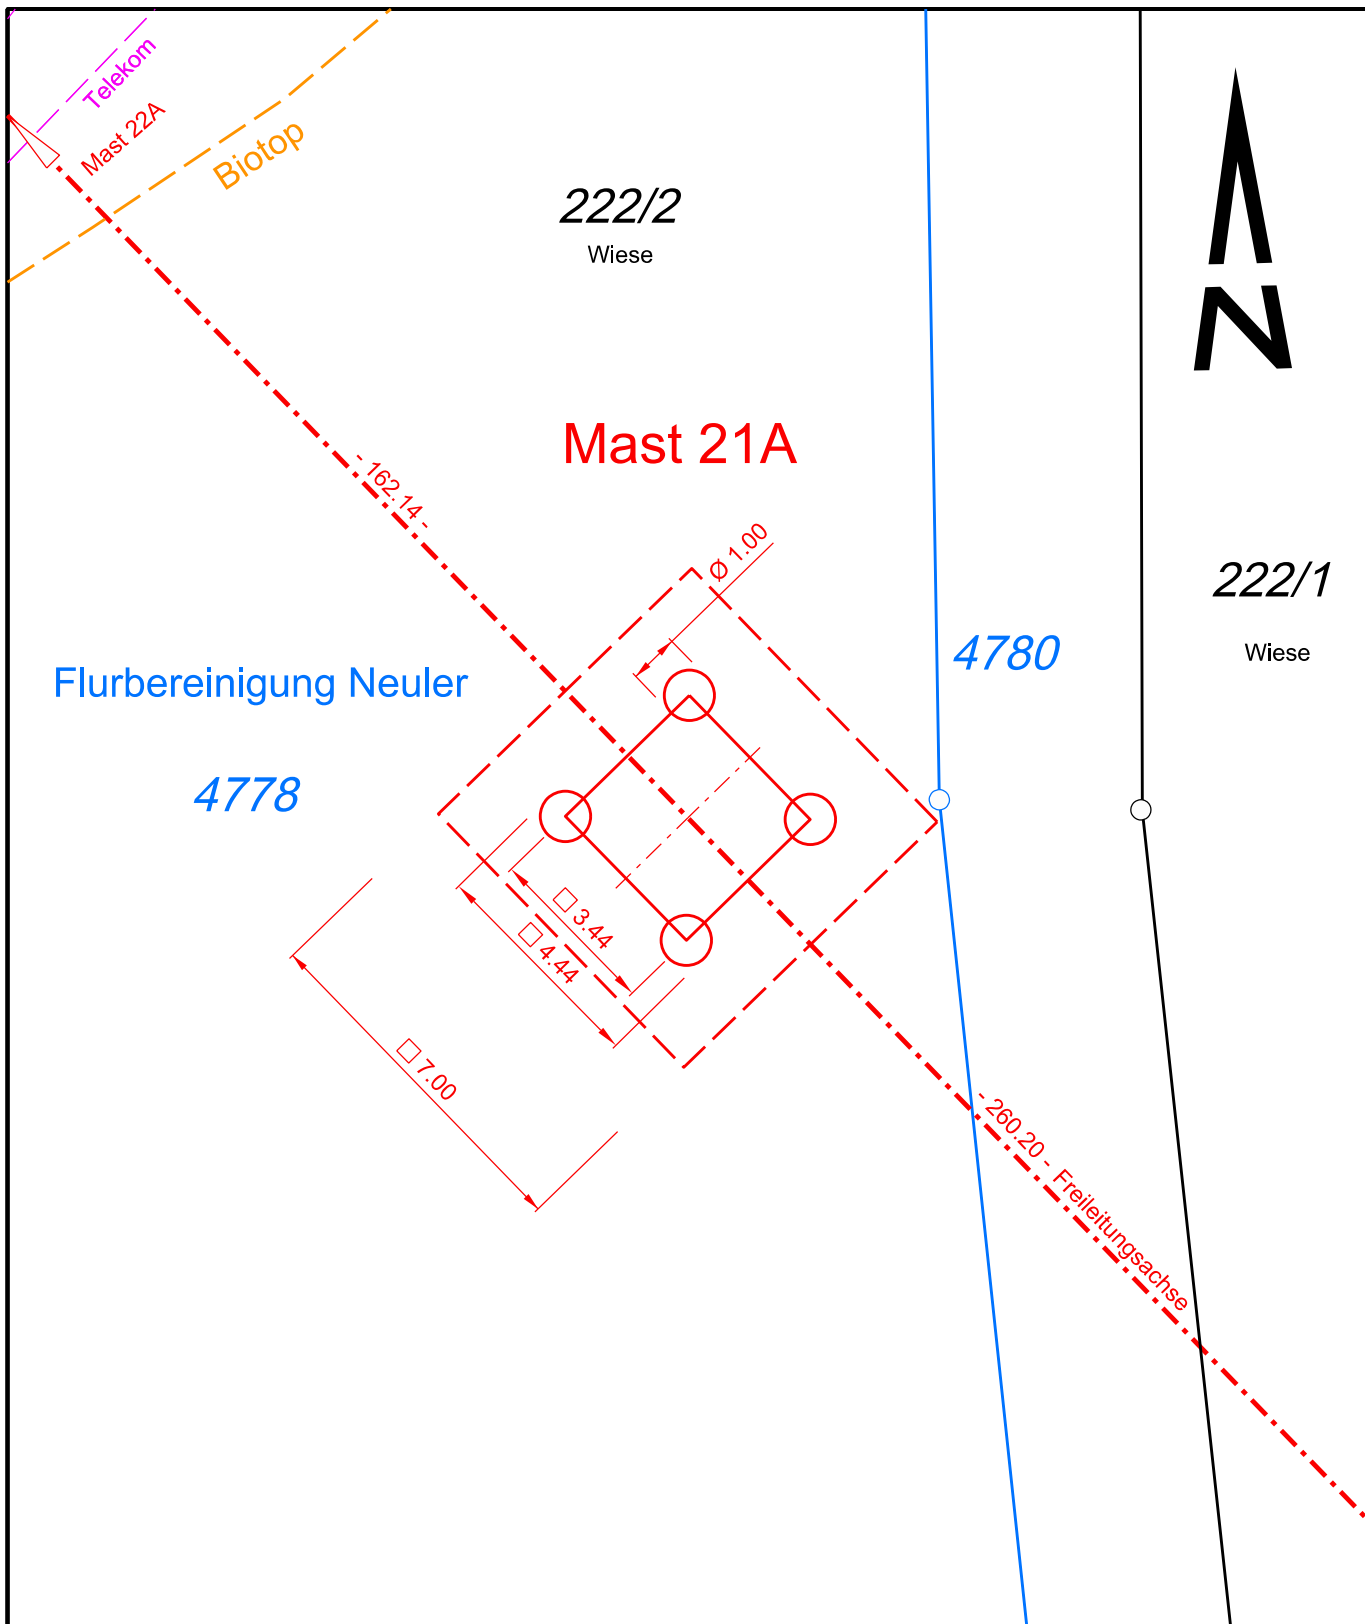 Telekom
Mast 22A
Biotop
222/2
Wiese
N
Mast 21A
- 162.14 -
Ø 1.00
222/1
Wiese
4780
Flurbereinigung Neuler
4778
□ 3.44
□ 4.44
□ 7.00
- 260.20 - Freileitungsachse